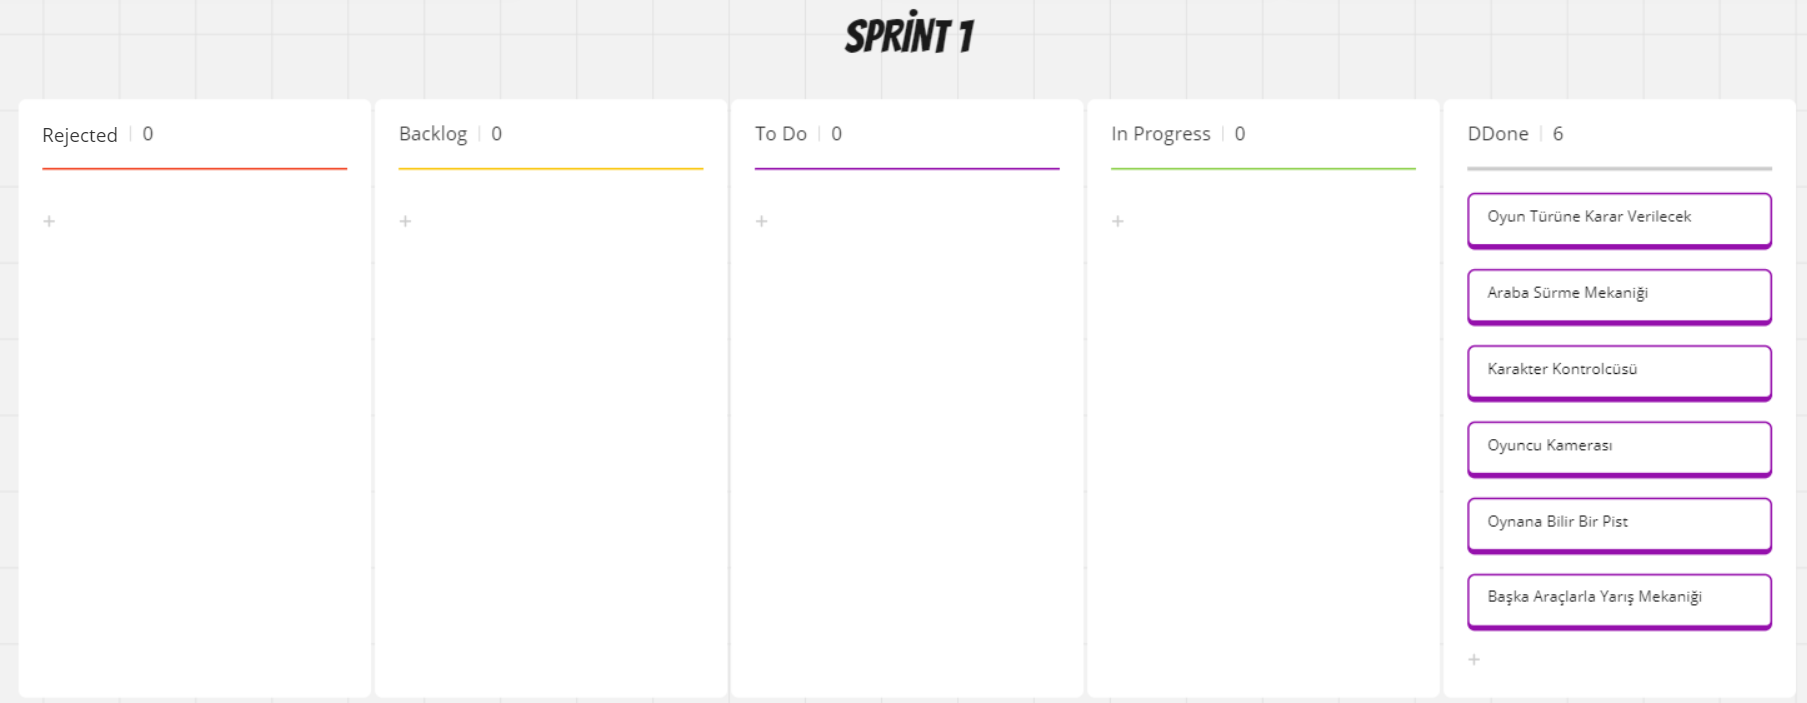 SPRİNT 1
Rejected | 0
Backlog | 0
To Do | 0
In Progress | 0
DDone | 6
+
+
+
+
Oyun Türüne Karar Verilecek
Araba Sürme Mekaniği
Karakter Kontrolcüsü
Oyuncu Kamerası
Oynana Bilir Bir Pist
Başka Araçlarla Yarış Mekaniği
+